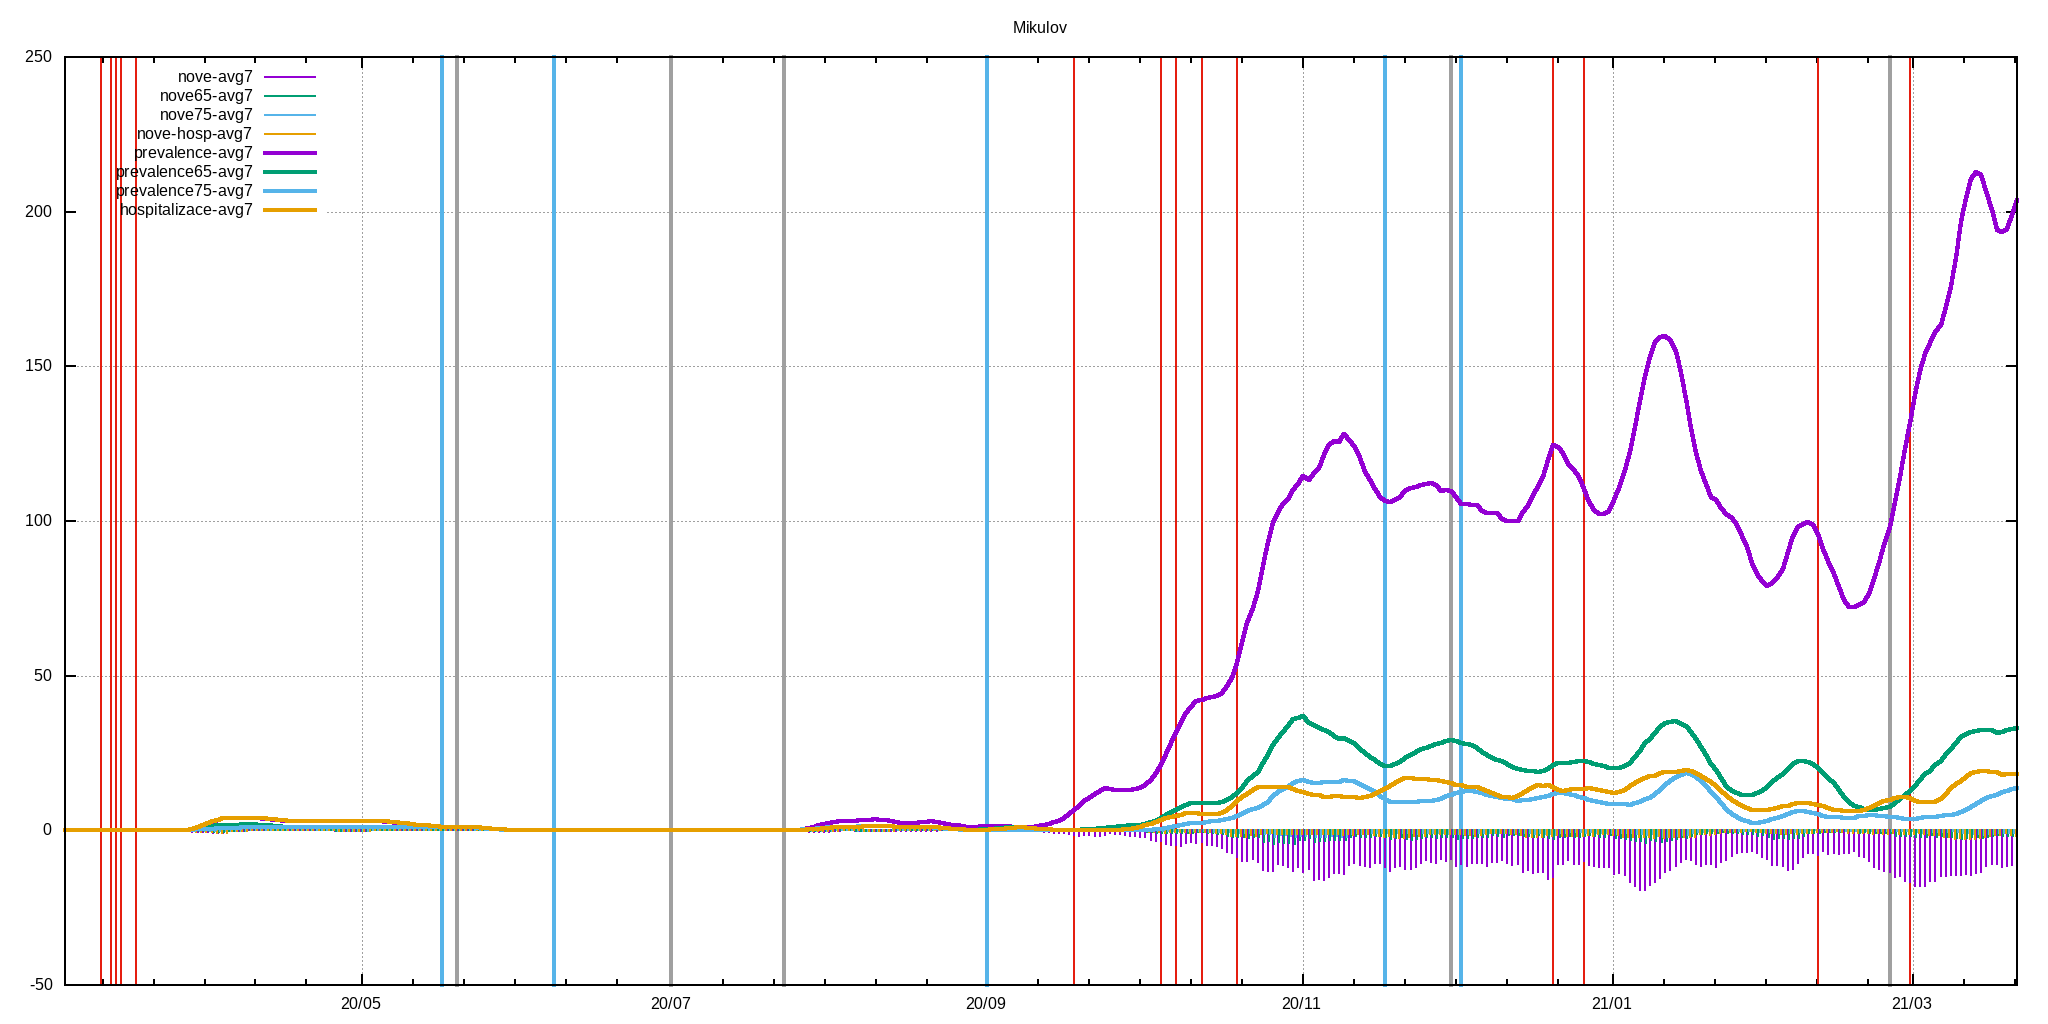 Mikulov
250
nove-avg7
nove65-avg7
nove75-avg7
nove-hosp-avg7
prevalence-avg7
prevalence65-avg7
prevalence75-avg7
hospitalizace-avg7
200
150
100
50
0
-50
20/05 20/07 20/09 20/11 21/01 21/03